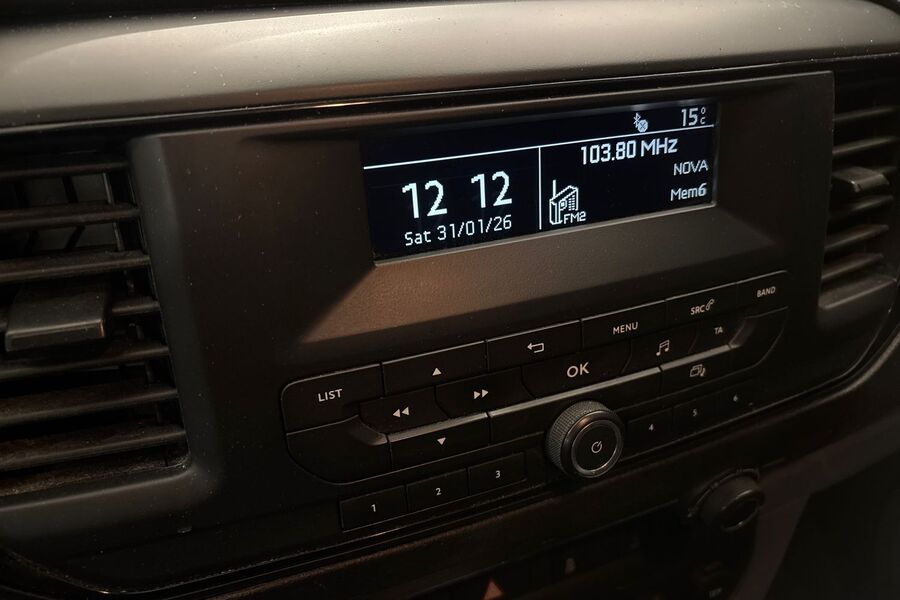 15°C
103.80 MHz
NOVA
12 12
Mem6
FM2
Sat 31/01/26
BAND
SRC
MENU
TA
OK
LIST
6
5
4
3
2
1